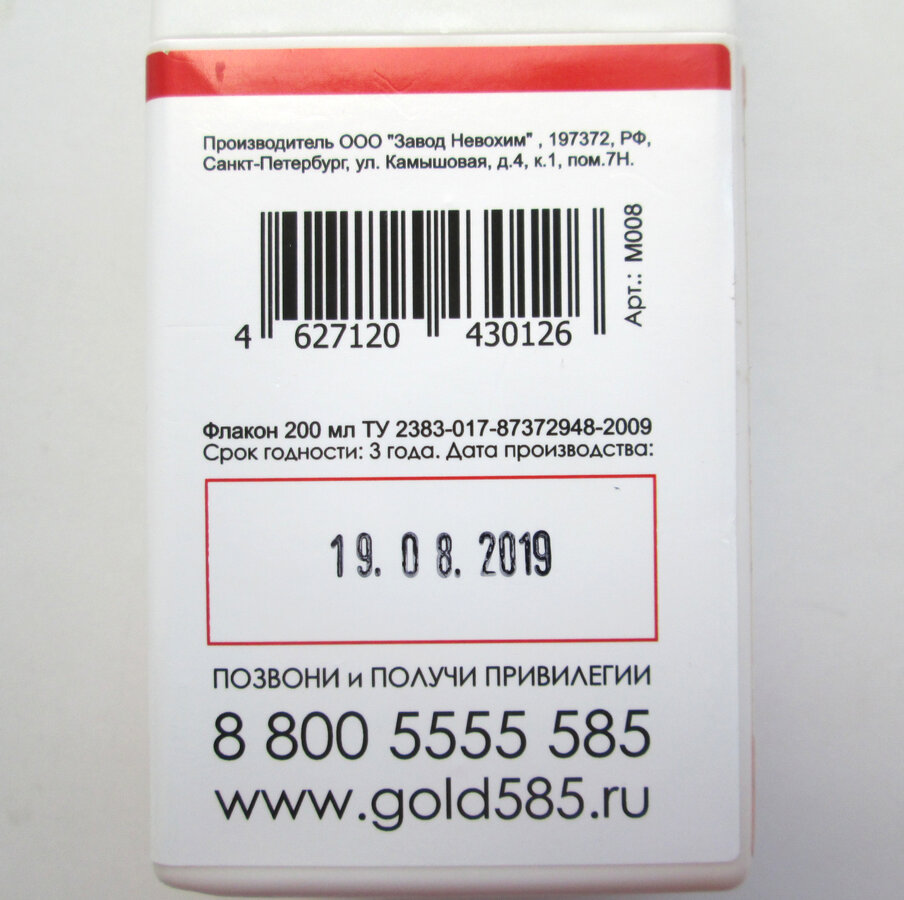 Производитель ООО "Завод Невохим" , 197372, РФ,
Санкт-Петербург, ул. Камышовая, д.4, к.1, пом.7Н.
Арт.: М008
4 627120 430126
Флакон 200 мл ТУ 2383-017-87372948-2009
Срок годности: 3 года. Дата производства:
19. 08. 2019
ПОЗВОНИ и ПОЛУЧИ ПРИВИЛЕГИИ
8 800 5555 585
www.gold585.ru